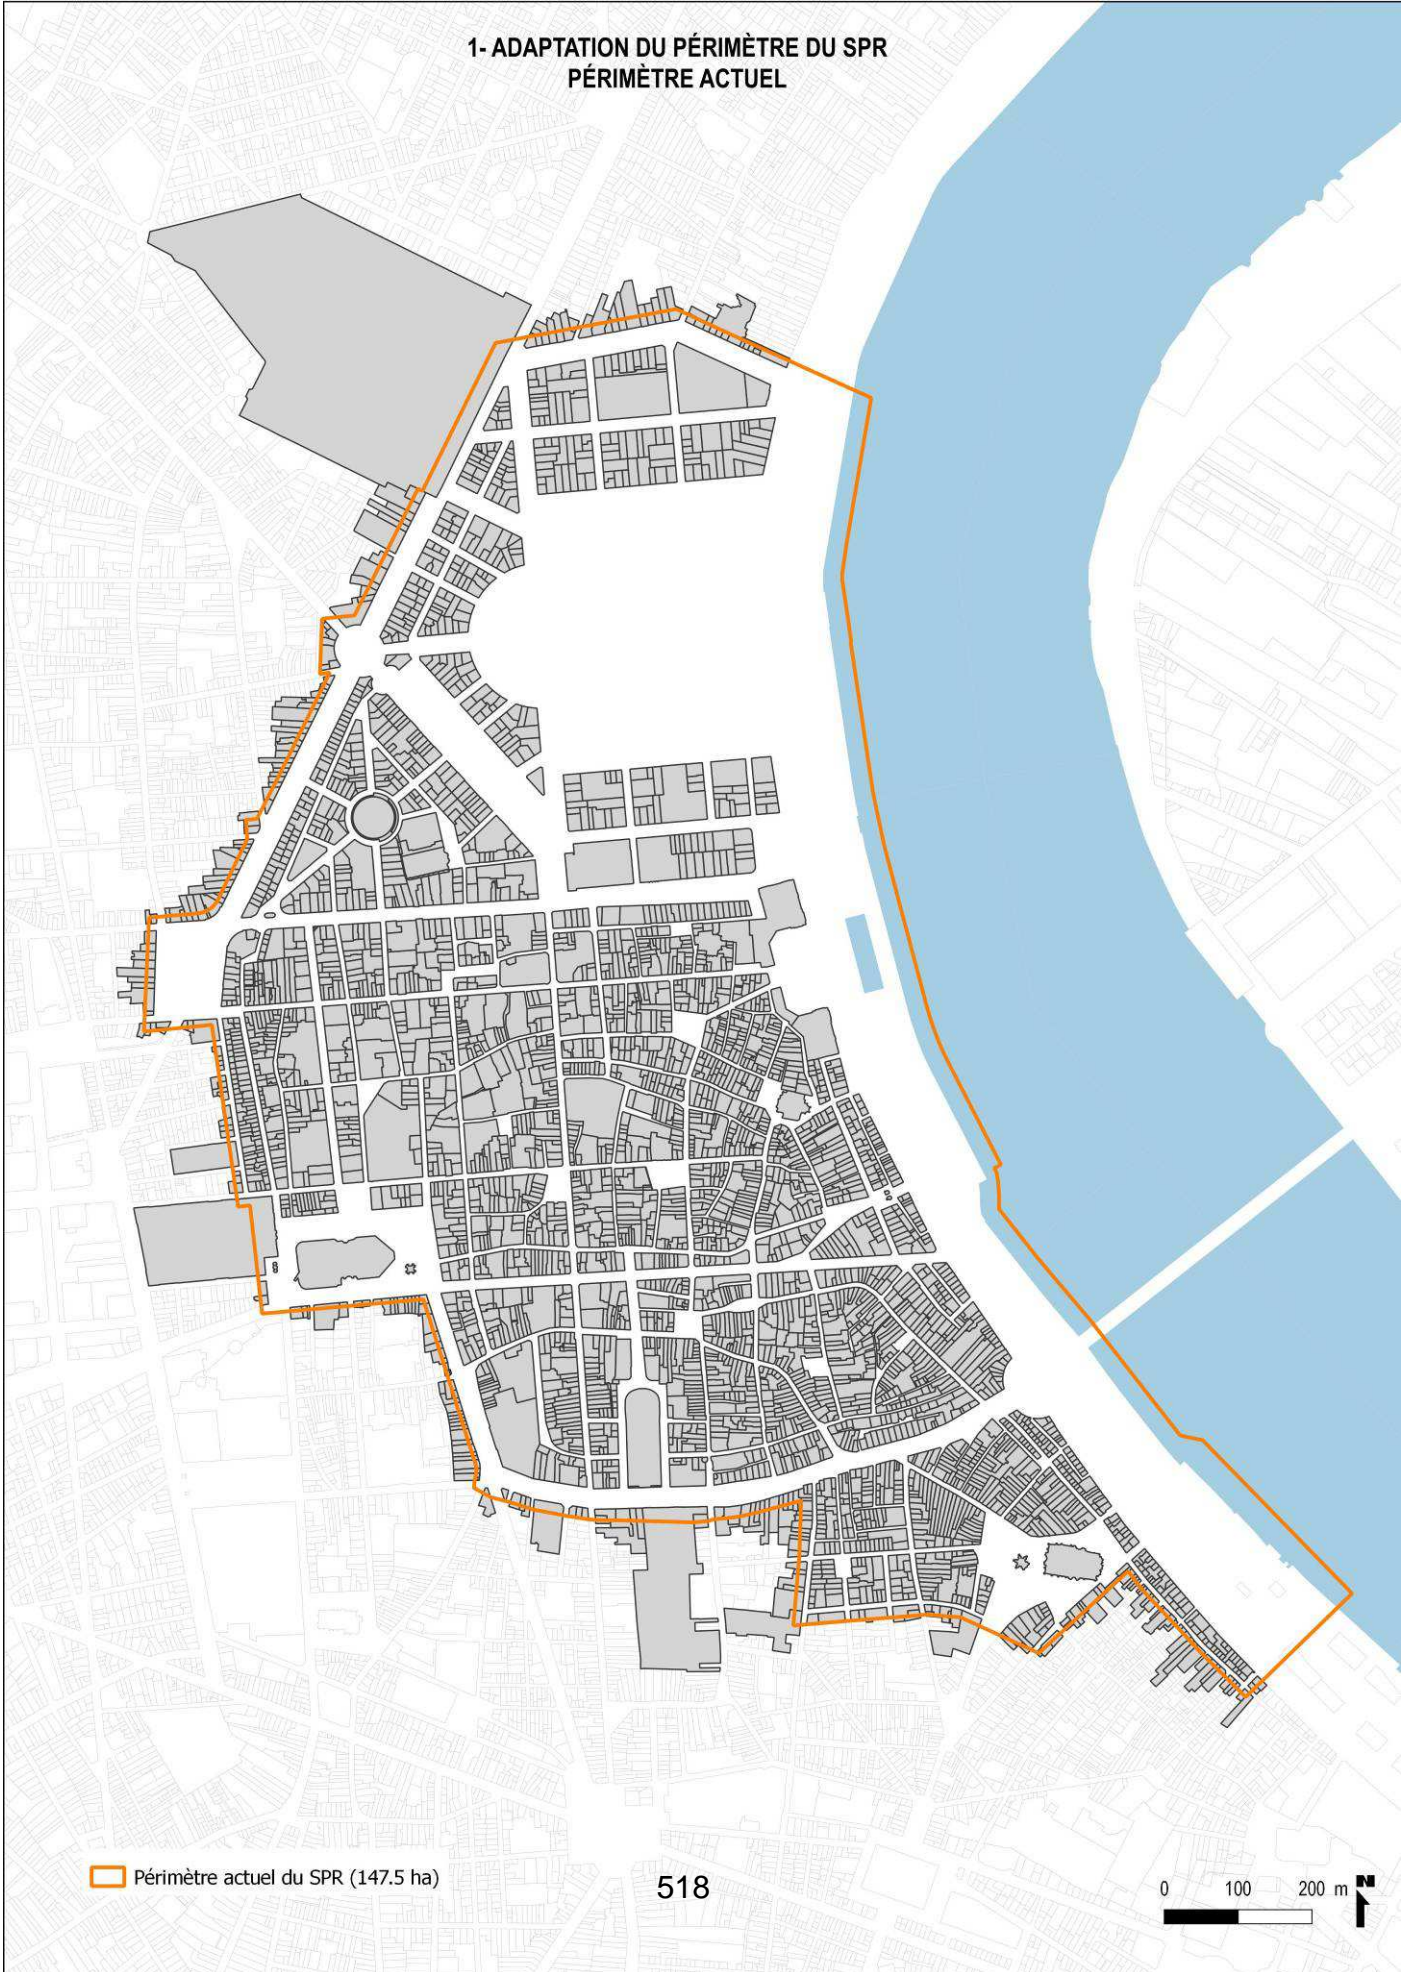 1- ADAPTATION DU PÉRIMÈTRE DU SPR
PÉRIMÈTRE ACTUEL
Périmètre actuel du SPR (147.5 ha)
518
0 100 200 m
N